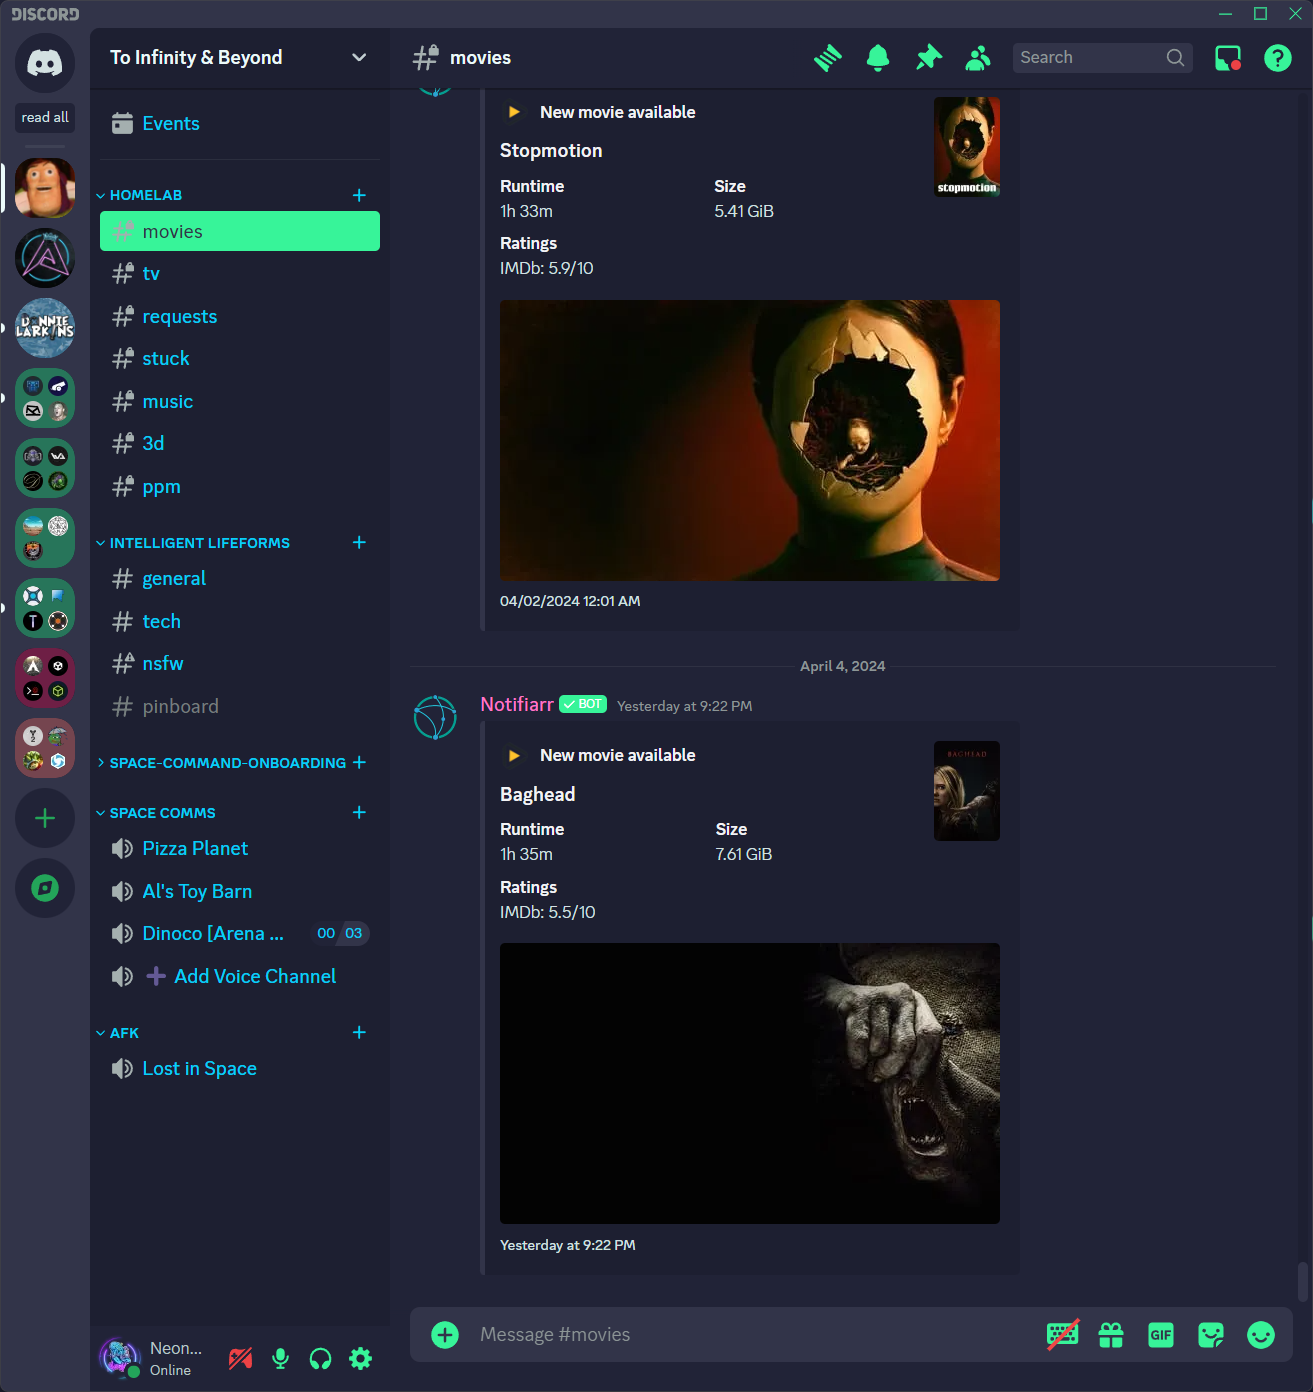 DISCORD
To Infinity & Beyond
movies
Search
read all
Events
HOMELAB
movies
tv
requests
stuck
music
3d
ppm
INTELLIGENT LIFEFORMS
general
tech
nsfw
pinboard
SPACE-COMMAND-ONBOARDING
SPACE COMMS
Pizza Planet
Al's Toy Barn
Dinoco [Arena ... 00 03
Add Voice Channel
AFK
Lost in Space
Neon...
Online
DONNIE
LARKINS
New movie available
Stopmotion
Runtime Size
1h 33m 5.41 GiB
Ratings
IMDb: 5.9/10
stopmotion
04/02/2024 12:01 AM
April 4, 2024
Notifiarr BOT Yesterday at 9:22 PM
New movie available
Baghead
Runtime Size
1h 35m 7.61 GiB
Ratings
IMDb: 5.5/10
BAGHEAD
Yesterday at 9:22 PM
Message #movies
GIF